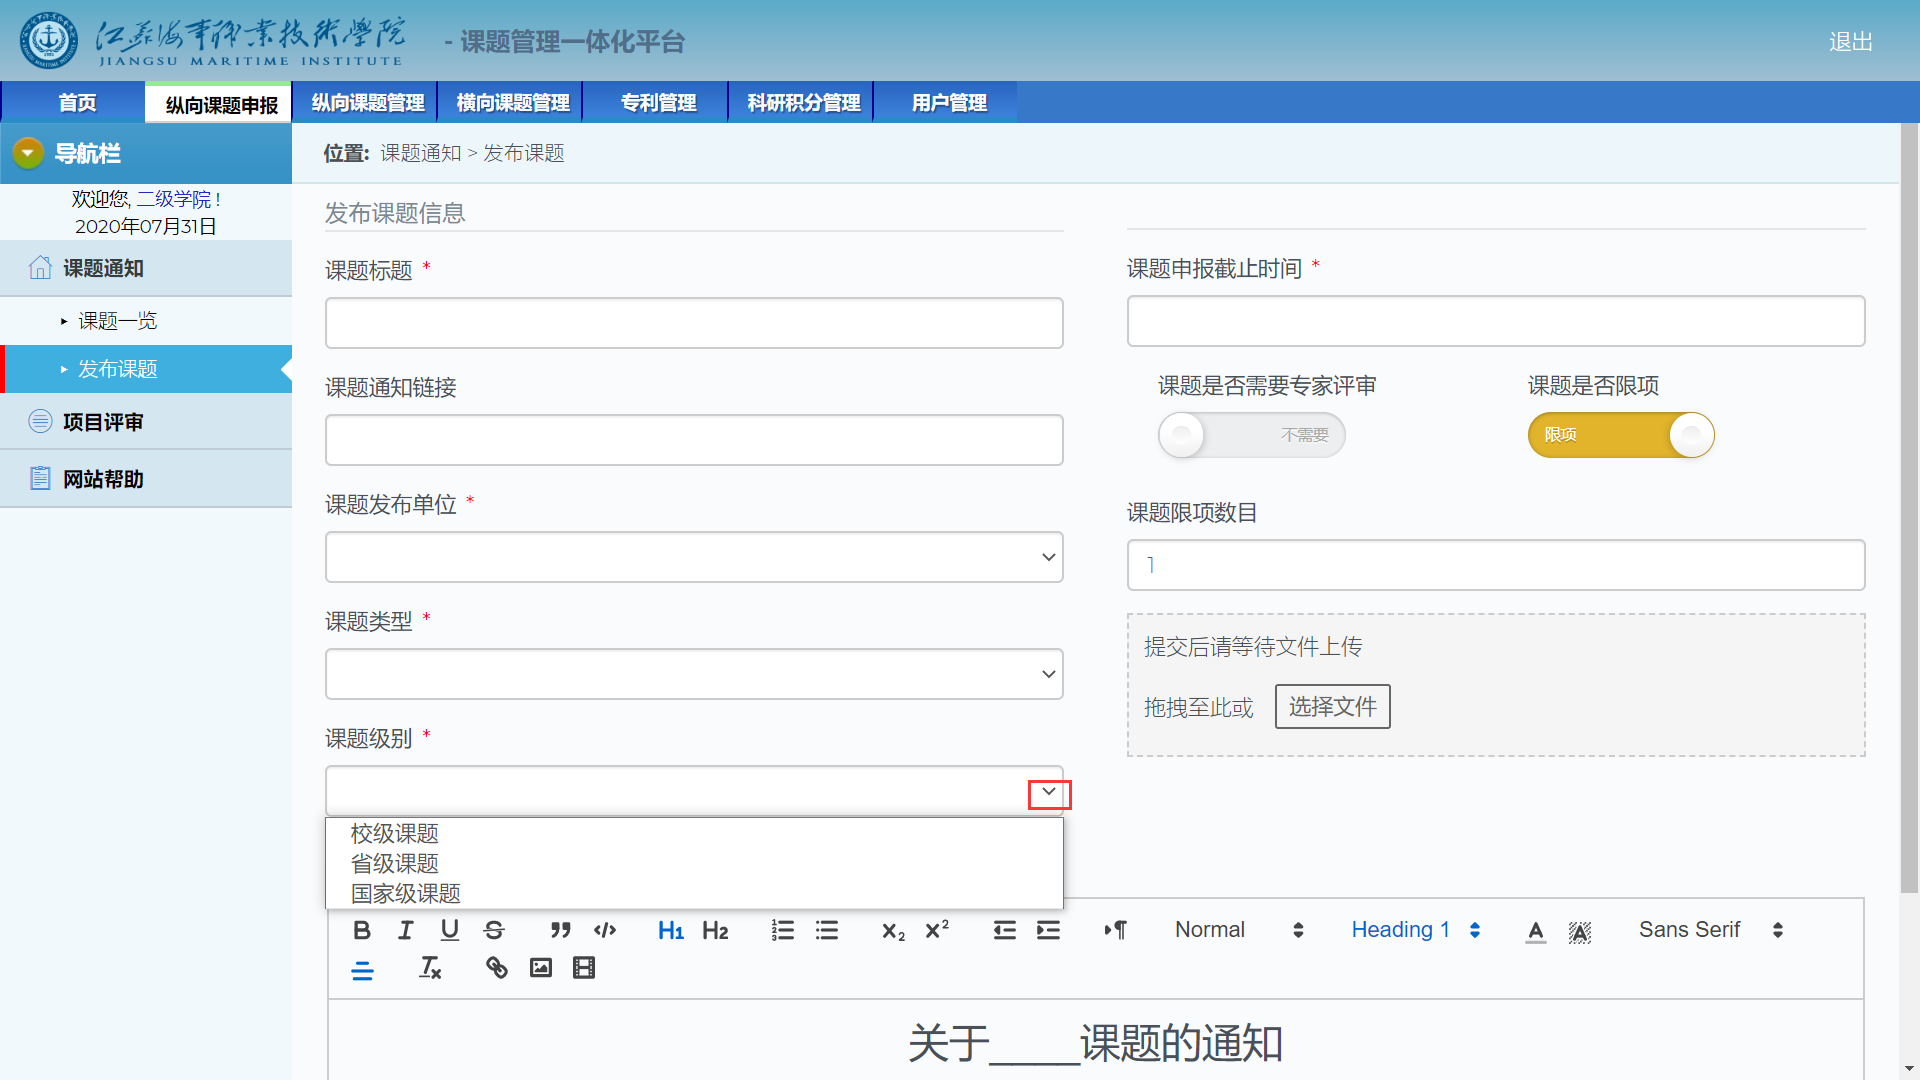 江苏海事职业技术学院
JIANGSU MARITIME INSTITUTE
- 课题管理一体化平台
退出
首页 纵向课题申报 纵向课题管理 横向课题管理 专利管理 科研积分管理 用户管理
导航栏
欢迎您, 二级学院 !
2020年07月31日
课题通知
课题一览
发布课题
项目评审
网站帮助
位置: 课题通知 > 发布课题
发布课题信息
课题标题 *
课题通知链接
课题发布单位 *
课题类型 *
课题级别 *
校级课题
省级课题
国家级课题
课题申报截止时间 *
课题是否需要专家评审 课题是否限项
不需要 限项
课题限项数目
1
提交后请等待文件上传
拖拽至此或 选择文件
Normal Heading 1 Sans Serif
关于____课题的通知